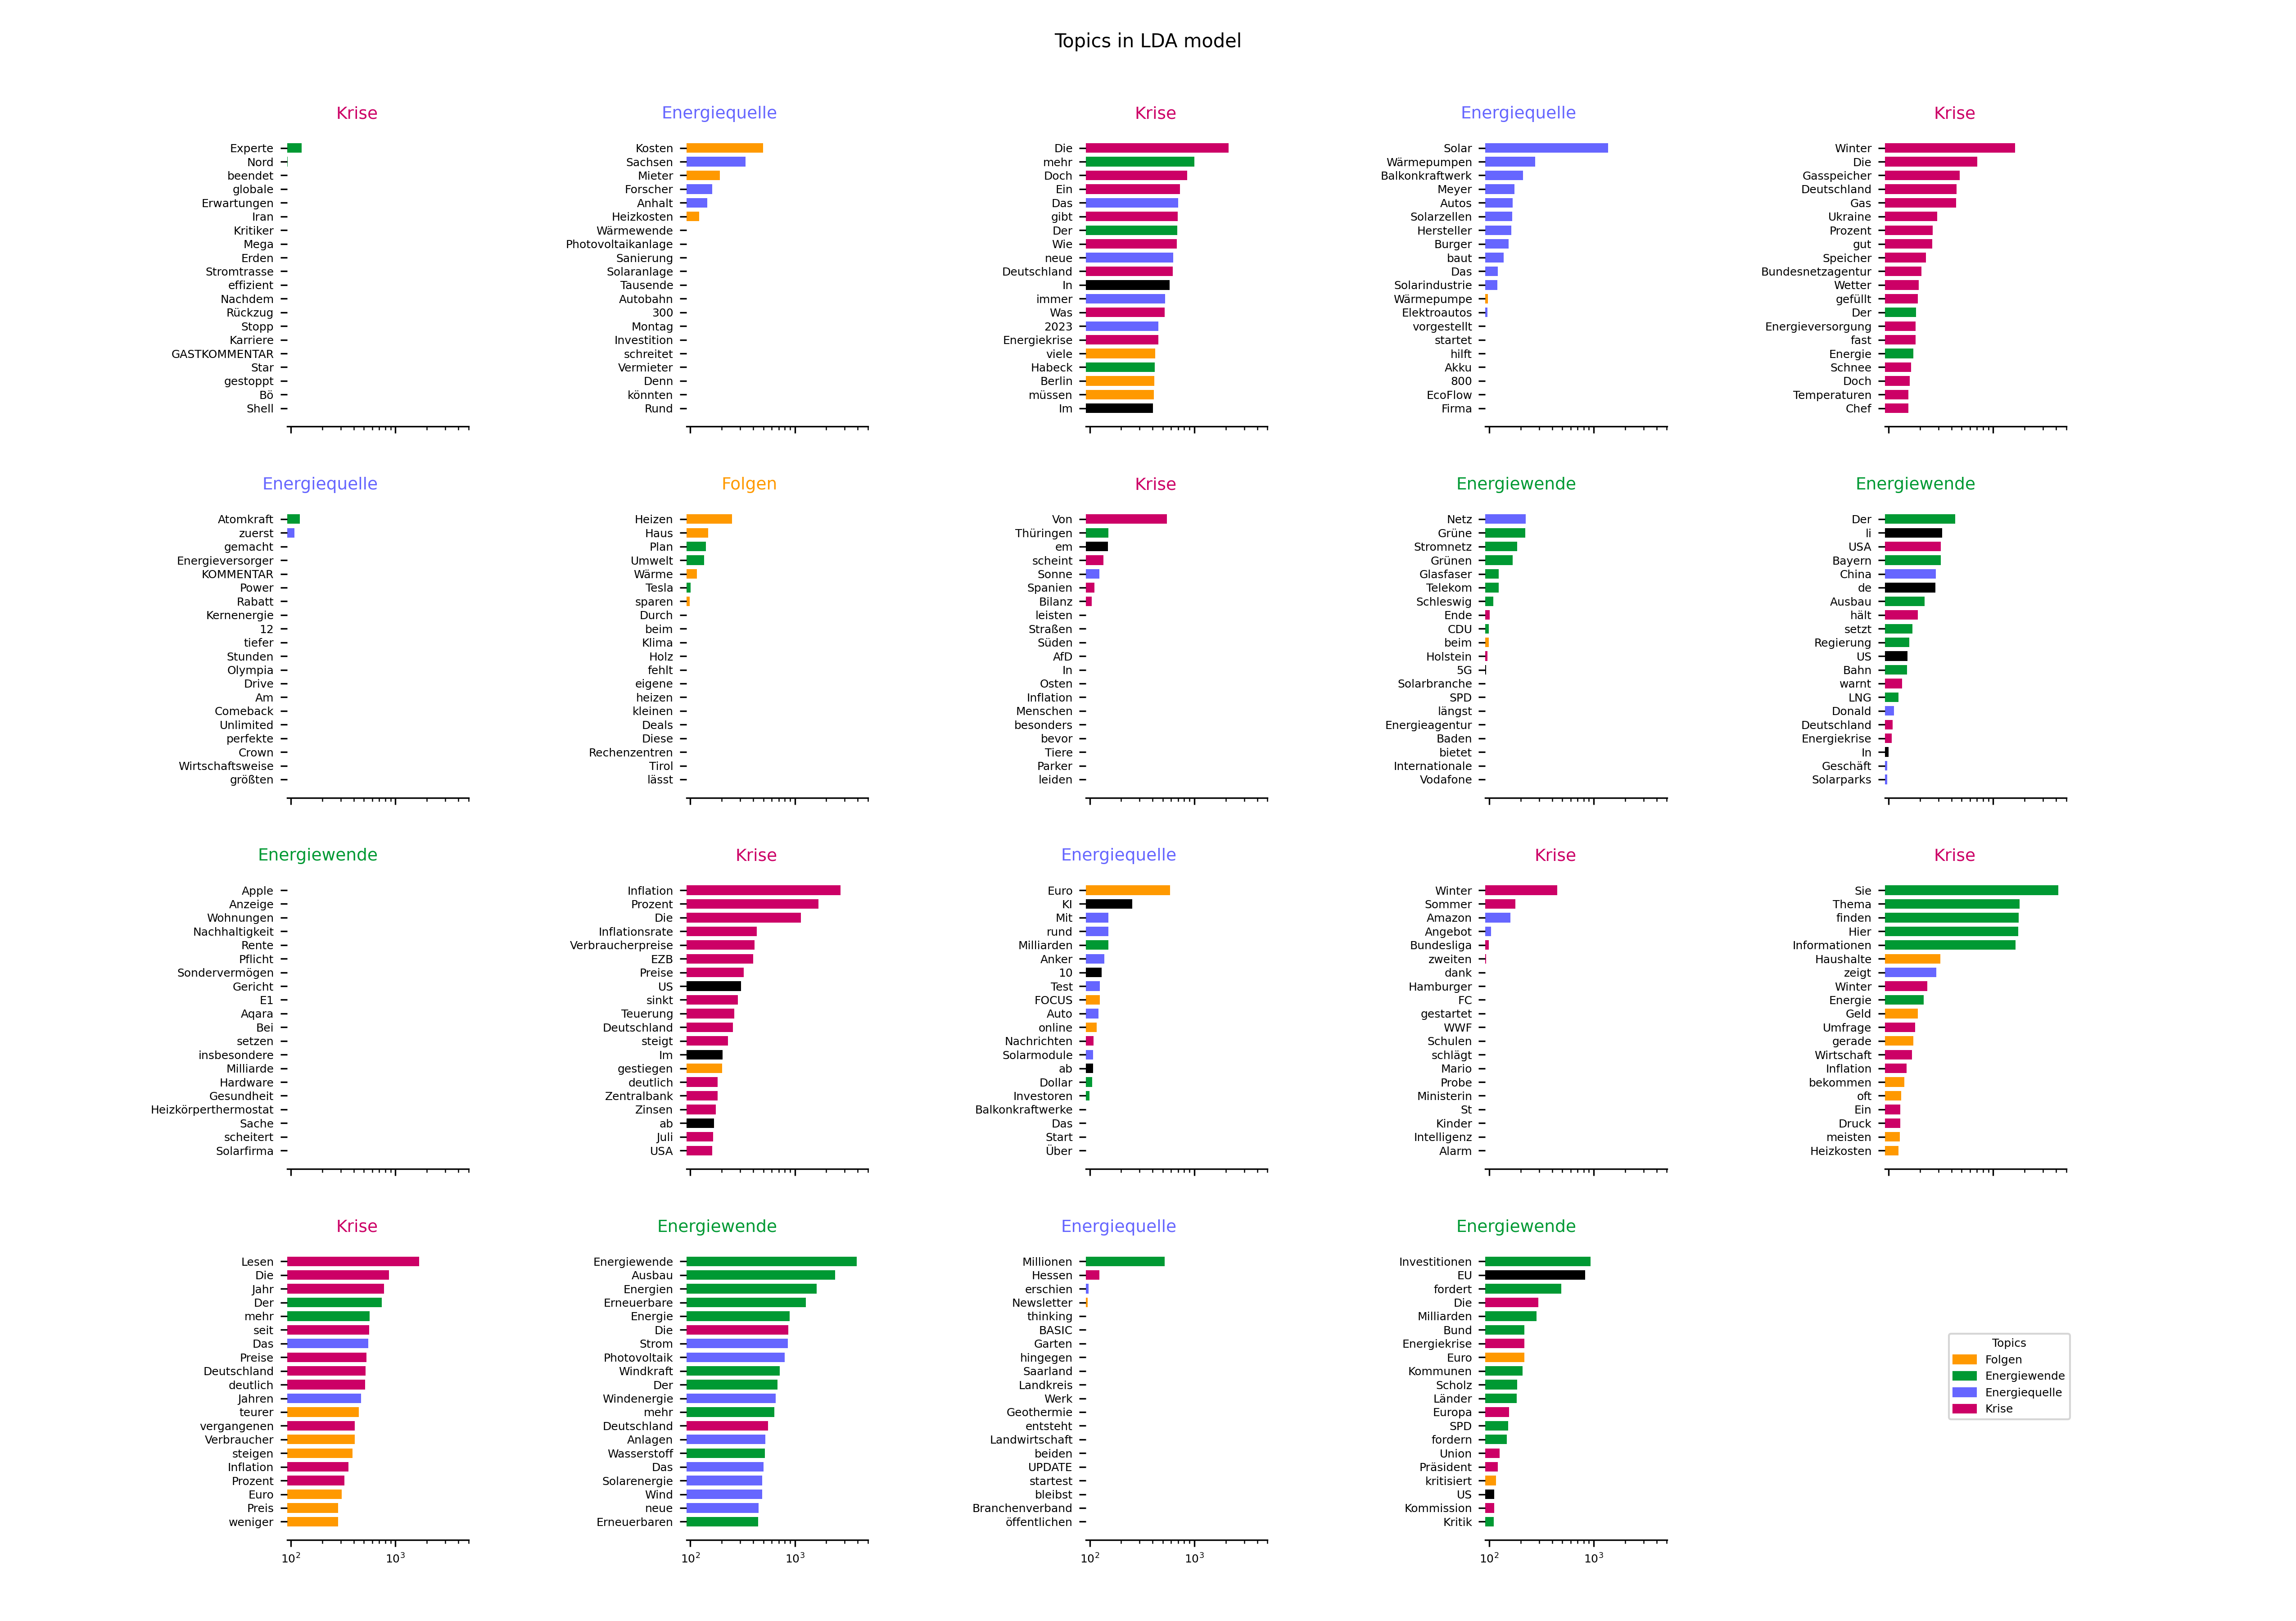 Topics in LDA model
Krise
Experte
Nord
beendet
globale
Erwartungen
Iran
Kritiker
Mega
Erden
Stromtrasse
effizient
Nachdem
Rückzug
Stopp
Karriere
GASTKOMMENTAR
Star
gestoppt
Bö
Shell
Energiequelle
Kosten
Sachsen
Mieter
Forscher
Anhalt
Heizkosten
Wärmewende
Photovoltaikanlage
Sanierung
Solaranlage
Tausende
Autobahn
300
Montag
Investition
schreitet
Vermieter
Denn
könnten
Rund
Krise
Die
mehr
Doch
Ein
Das
gibt
Der
Wie
neue
Deutschland
In
immer
Was
2023
Energiekrise
viele
Habeck
Berlin
müssen
Im
Energiequelle
Solar
Wärmepumpen
Balkonkraftwerk
Meyer
Autos
Solarzellen
Hersteller
Burger
baut
Das
Solarindustrie
Wärmepumpe
Elektroautos
vorgestellt
startet
hilft
Akku
800
EcoFlow
Firma
Krise
Winter
Die
Gasspeicher
Deutschland
Gas
Ukraine
Prozent
gut
Speicher
Bundesnetzagentur
Wetter
gefüllt
Der
Energieversorgung
fast
Energie
Schnee
Doch
Temperaturen
Chef
Energiequelle
Atomkraft
zuerst
gemacht
Energieversorger
KOMMENTAR
Power
Rabatt
Kernenergie
12
tiefer
Stunden
Olympia
Drive
Am
Comeback
Unlimited
perfekte
Crown
Wirtschaftsweise
größten
Folgen
Heizen
Haus
Plan
Umwelt
Wärme
Tesla
sparen
Durch
beim
Klima
Holz
fehlt
eigene
heizen
kleinen
Deals
Diese
Rechenzentren
Tirol
lässt
Krise
Von
Thüringen
em
scheint
Sonne
Spanien
Bilanz
leisten
Straßen
Süden
AfD
In
Osten
Inflation
Menschen
besonders
bevor
Tiere
Parker
leiden
Energiewende
Netz
Grüne
Stromnetz
Grünen
Glasfaser
Telekom
Schleswig
Ende
CDU
beim
Holstein
5G
Solarbranche
SPD
längst
Energieagentur
Baden
bietet
Internationale
Vodafone
Energiewende
Der
li
USA
Bayern
China
de
Ausbau
hält
setzt
Regierung
US
Bahn
warnt
LNG
Donald
Deutschland
Energiekrise
In
Geschäft
Solarparks
Energiewende
Apple
Anzeige
Wohnungen
Nachhaltigkeit
Rente
Pflicht
Sondervermögen
Gericht
E1
Aqara
Bei
setzen
insbesondere
Milliarde
Hardware
Gesundheit
Heizkörperthermostat
Sache
scheitert
Solarfirma
Krise
Inflation
Prozent
Die
Inflationsrate
Verbraucherpreise
EZB
Preise
US
sinkt
Teuerung
Deutschland
steigt
Im
gestiegen
deutlich
Zentralbank
Zinsen
ab
Juli
USA
Energiequelle
Euro
KI
Mit
rund
Milliarden
Anker
10
Test
FOCUS
Auto
online
Nachrichten
Solarmodule
ab
Dollar
Investoren
Balkonkraftwerke
Das
Start
Über
Krise
Winter
Sommer
Amazon
Angebot
Bundesliga
zweiten
dank
Hamburger
FC
gestartet
WWF
Schulen
schlägt
Mario
Probe
Ministerin
St
Kinder
Intelligenz
Alarm
Krise
Sie
Thema
finden
Hier
Informationen
Haushalte
zeigt
Winter
Energie
Geld
Umfrage
gerade
Wirtschaft
Inflation
bekommen
oft
Ein
Druck
meisten
Heizkosten
Krise
Lesen
Die
Jahr
Der
mehr
seit
Das
Preise
Deutschland
deutlich
Jahren
teurer
vergangenen
Verbraucher
steigen
Inflation
Prozent
Euro
Preis
weniger
10² 10³
Energiewende
Energiewende
Ausbau
Energien
Erneuerbare
Energie
Die
Strom
Photovoltaik
Windkraft
Der
Windenergie
mehr
Deutschland
Anlagen
Wasserstoff
Das
Solarenergie
Wind
neue
Erneuerbaren
10² 10³
Energiequelle
Millionen
Hessen
erschien
Newsletter
thinking
BASIC
Garten
hingegen
Saarland
Landkreis
Werk
Geothermie
entsteht
Landwirtschaft
beiden
UPDATE
startest
bleibst
Branchenverband
öffentlichen
10² 10³
Energiewende
Investitionen
EU
fordert
Die
Milliarden
Bund
Energiekrise
Euro
Kommunen
Scholz
Länder
Europa
SPD
fordern
Union
Präsident
kritisiert
US
Kommission
Kritik
10² 10³
Topics
Folgen
Energiewende
Energiequelle
Krise